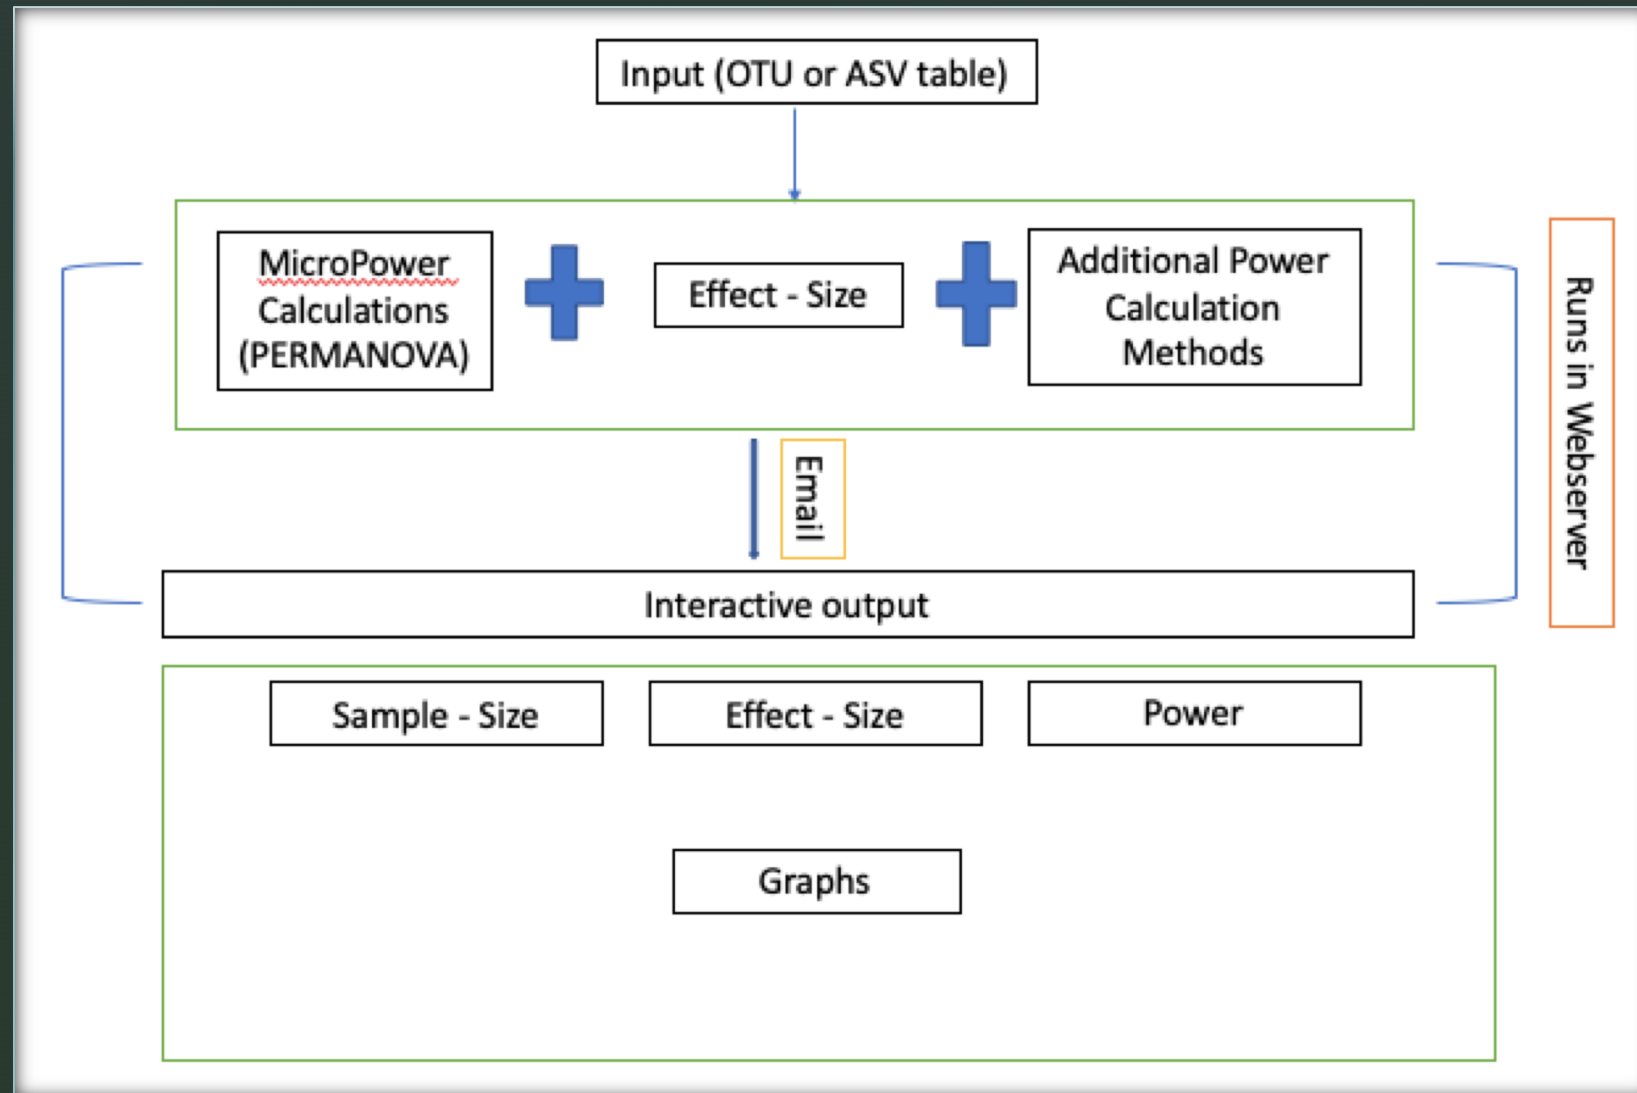 Input (OTU or ASV table)
MicroPower
Calculations
(PERMANOVA)
Effect - Size
Additional Power
Calculation
Methods
Runs in Webserver
Email
Interactive output
Sample - Size
Effect - Size
Power
Graphs